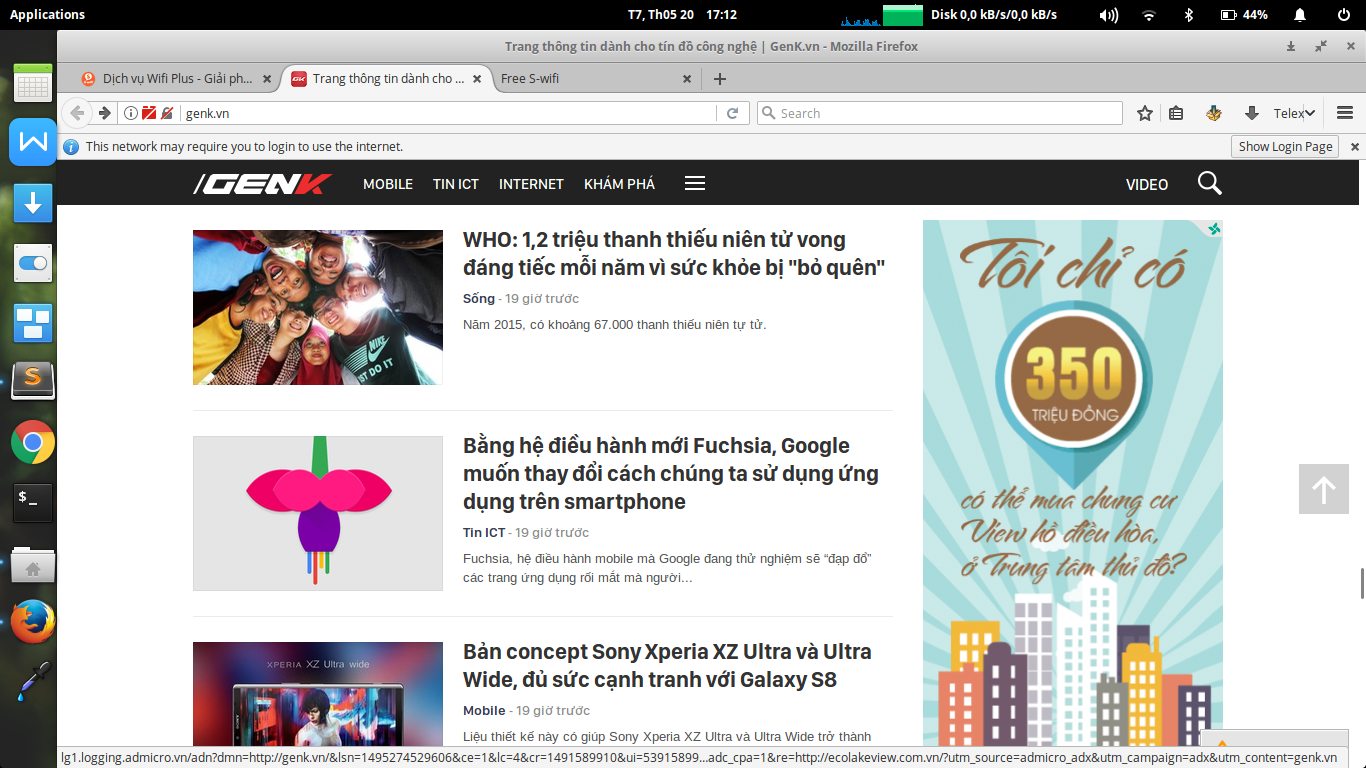 Applications
T7, Th05 20 17:12
Disk 0,0 kB/s/0,0 kB/s
44%
Trang thông tin dành cho tín đồ công nghệ | GenK.vn - Mozilla Firefox
Dịch vụ Wifi Plus - Giải ph...
Trang thông tin dành cho ...
Free S-wifi
genk.vn
Search
Telex
This network may require you to login to use the internet.
Show Login Page
GENK
MOBILE
TIN ICT
INTERNET
KHÁM PHÁ
VIDEO
WHO: 1,2 triệu thanh thiếu niên tử vong
đáng tiếc mỗi năm vì sức khỏe bị "bỏ quên"
Sống - 19 giờ trước
Năm 2015, có khoảng 67.000 thanh thiếu niên tự tử.
JUST DO IT
Bằng hệ điều hành mới Fuchsia, Google
muốn thay đổi cách chúng ta sử dụng ứng
dụng trên smartphone
Tin ICT - 19 giờ trước
Fuchsia, hệ điều hành mobile mà Google đang thử nghiệm sẽ “đạp đổ”
các trang ứng dụng rối mắt mà người...
XPERIA XZ Ultra wide
SONY
Bản concept Sony Xperia XZ Ultra và Ultra
Wide, đủ sức cạnh tranh với Galaxy S8
Mobile - 19 giờ trước
Liệu thiết kế này có giúp Sony Xperia XZ Ultra và Ultra Wide trở thành
Tôi chỉ có
350
TRIỆU ĐỒNG
có thể mua chung cư
View hồ điều hòa,
ở Trung tâm thủ đô?
lg1.logging.admicro.vn/adn?dmn=http://genk.vn/&lsn=1495274529606&ce=1&lc=4&cr=1491589910&ui=53915899...adc_cpa=1&re=http://ecolakeview.com.vn/?utm_source=admicro_adx&utm_campaign=adx&utm_content=genk.vn